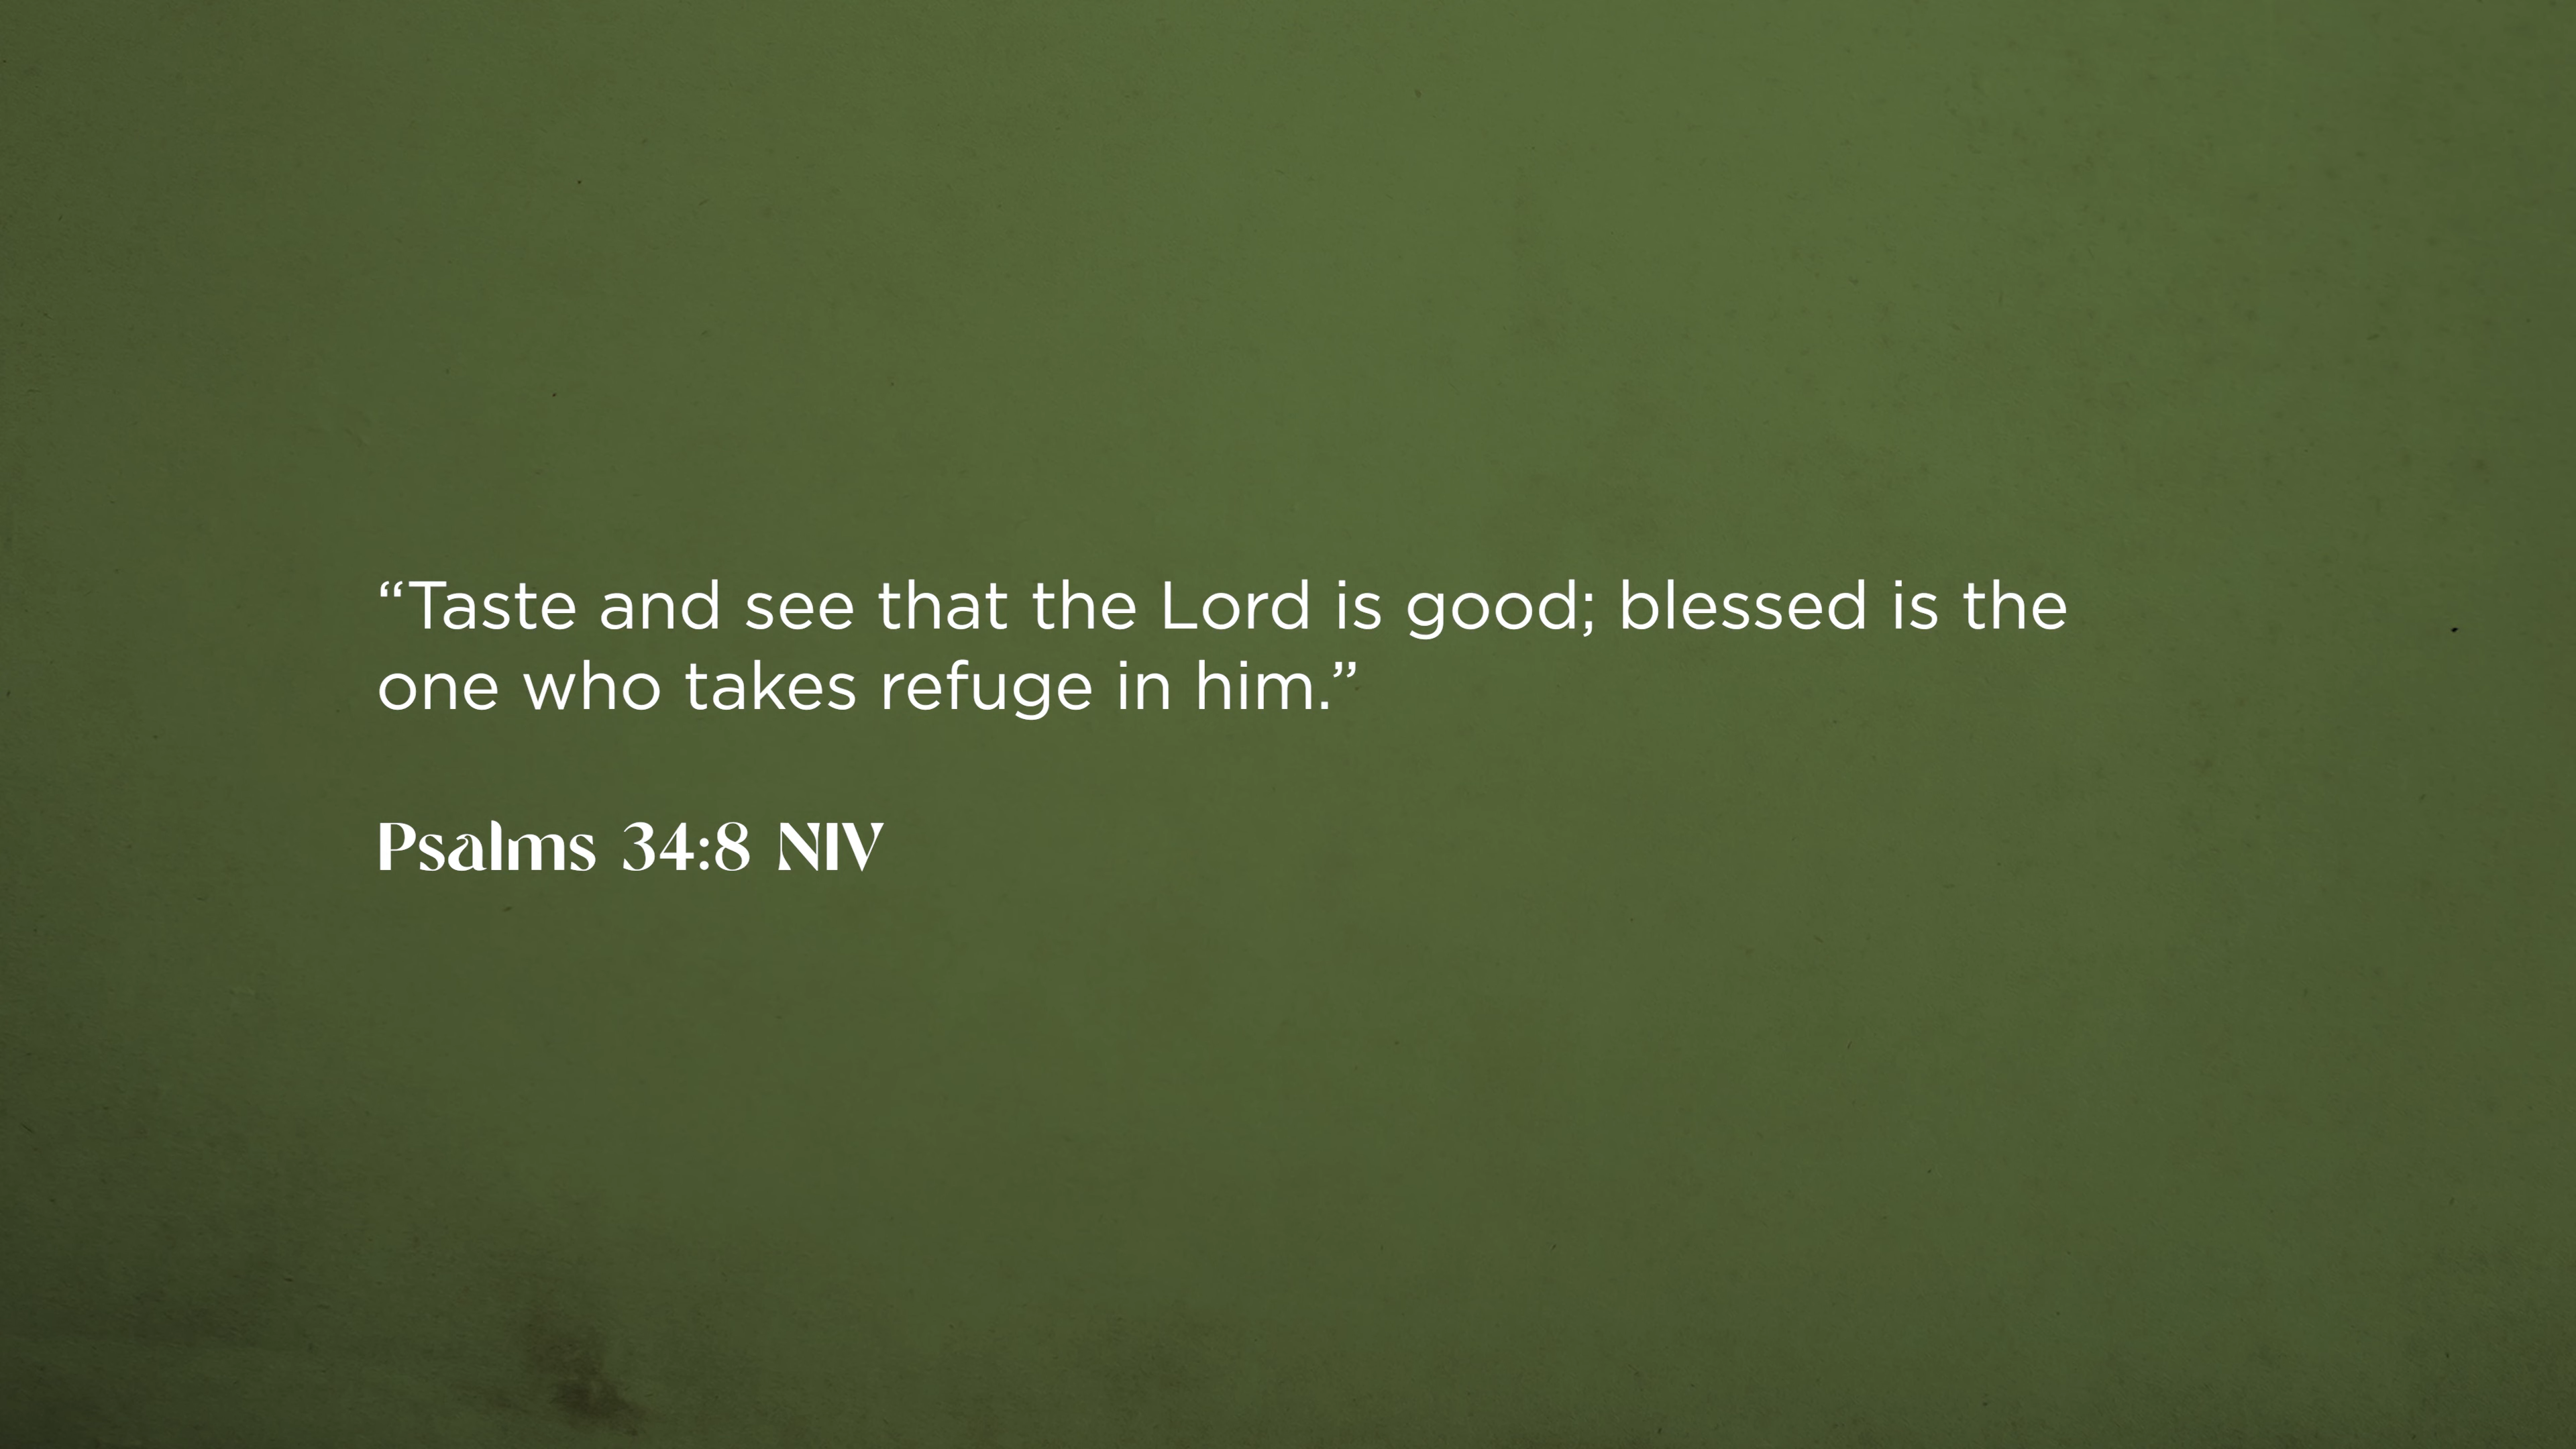 “Taste and see that the Lord is good; blessed is the
one who takes refuge in him.”
Psalms 34:8 NIV